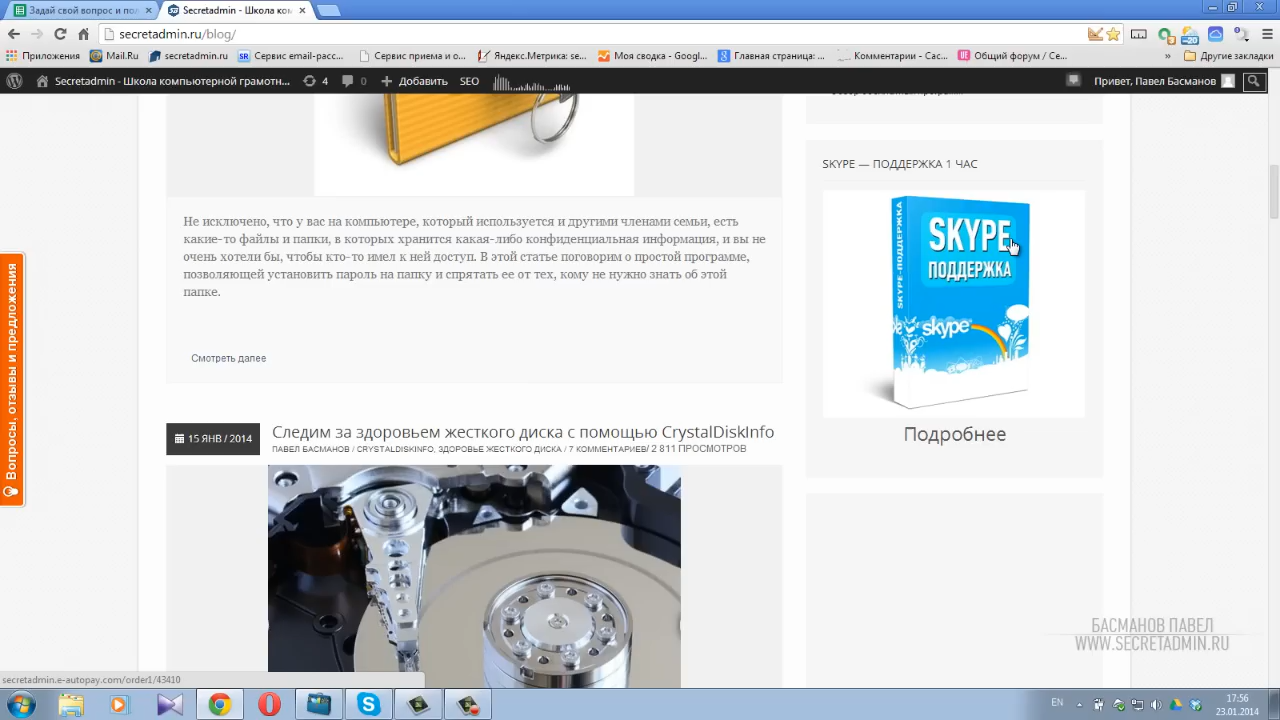 Задай свой вопрос и пол
Secretadmin - Школа ком
secretadmin.ru/blog/
Приложения
Mail.Ru
secretadmin.ru
Сервис email-расс...
Сервис приема и о...
Яндекс.Метрика: se...
Моя сводка - Googl...
Главная страница:...
Комментарии ‹ Сас...
Общий форум / Се...
»
Другие закладки
Secretadmin - Школа компьютерной грамотн...
4
0
Добавить
SEO
Привет, Павел Басманов
SKYPE — ПОДДЕРЖКА 1 ЧАС
SKYPE-ПОДДЕРЖКА
SKYPE
ПОДДЕРЖКА
skype
Подробнее
Не исключено, что у вас на компьютере, который используется и другими членами семьи, есть
какие-то файлы и папки, в которых хранится какая-либо конфиденциальная информация, и вы не
очень хотели бы, чтобы кто-то имел к ней доступ. В этой статье поговорим о простой программе,
позволяющей установить пароль на папку и спрятать ее от тех, кому не нужно знать об этой
папке.
Смотреть далее
Вопросы, отзывы и предложения
15 ЯНВ / 2014
Следим за здоровьем жесткого диска с помощью CrystalDiskInfo
ПАВЕЛ БАСМАНОВ / CRYSTALDISKINFO, ЗДОРОВЬЕ ЖЕСТКОГО ДИСКА / 7 КОММЕНТАРИЕВ/ 2 811 ПРОСМОТРОВ
БАСМАНОВ ПАВЕЛ
WWW.SECRETADMIN.RU
secretadmin.e-autopay.com/order1/43410
EN
17:56
23.01.2014